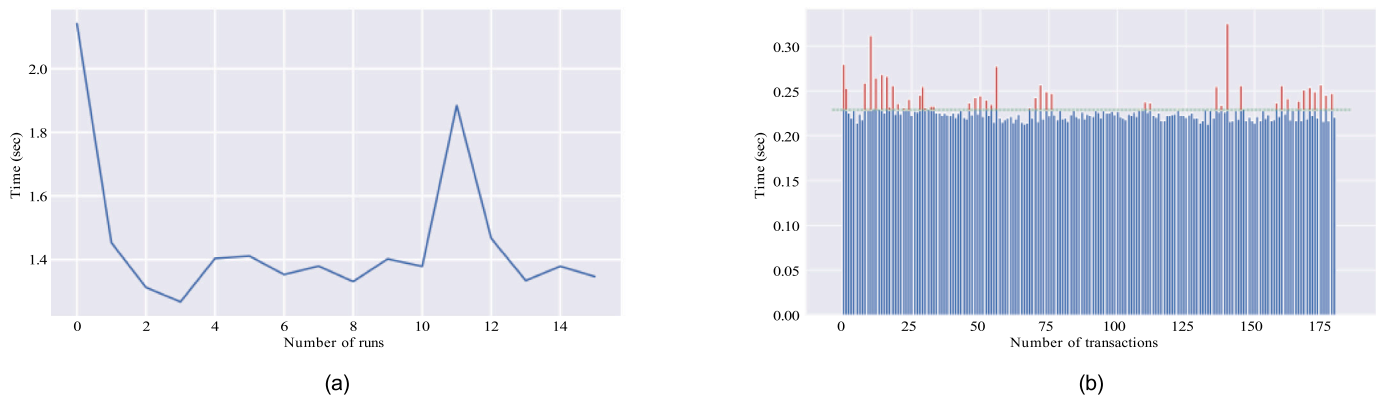 2.0
1.8
1.6
1.4
Time (sec)
0 2 4 6 8 10 12 14
Number of runs
(a)
0.30
0.25
0.20
0.15
0.10
0.05
0.00
Time (sec)
0 25 50 75 100 125 150 175
Number of transactions
(b)